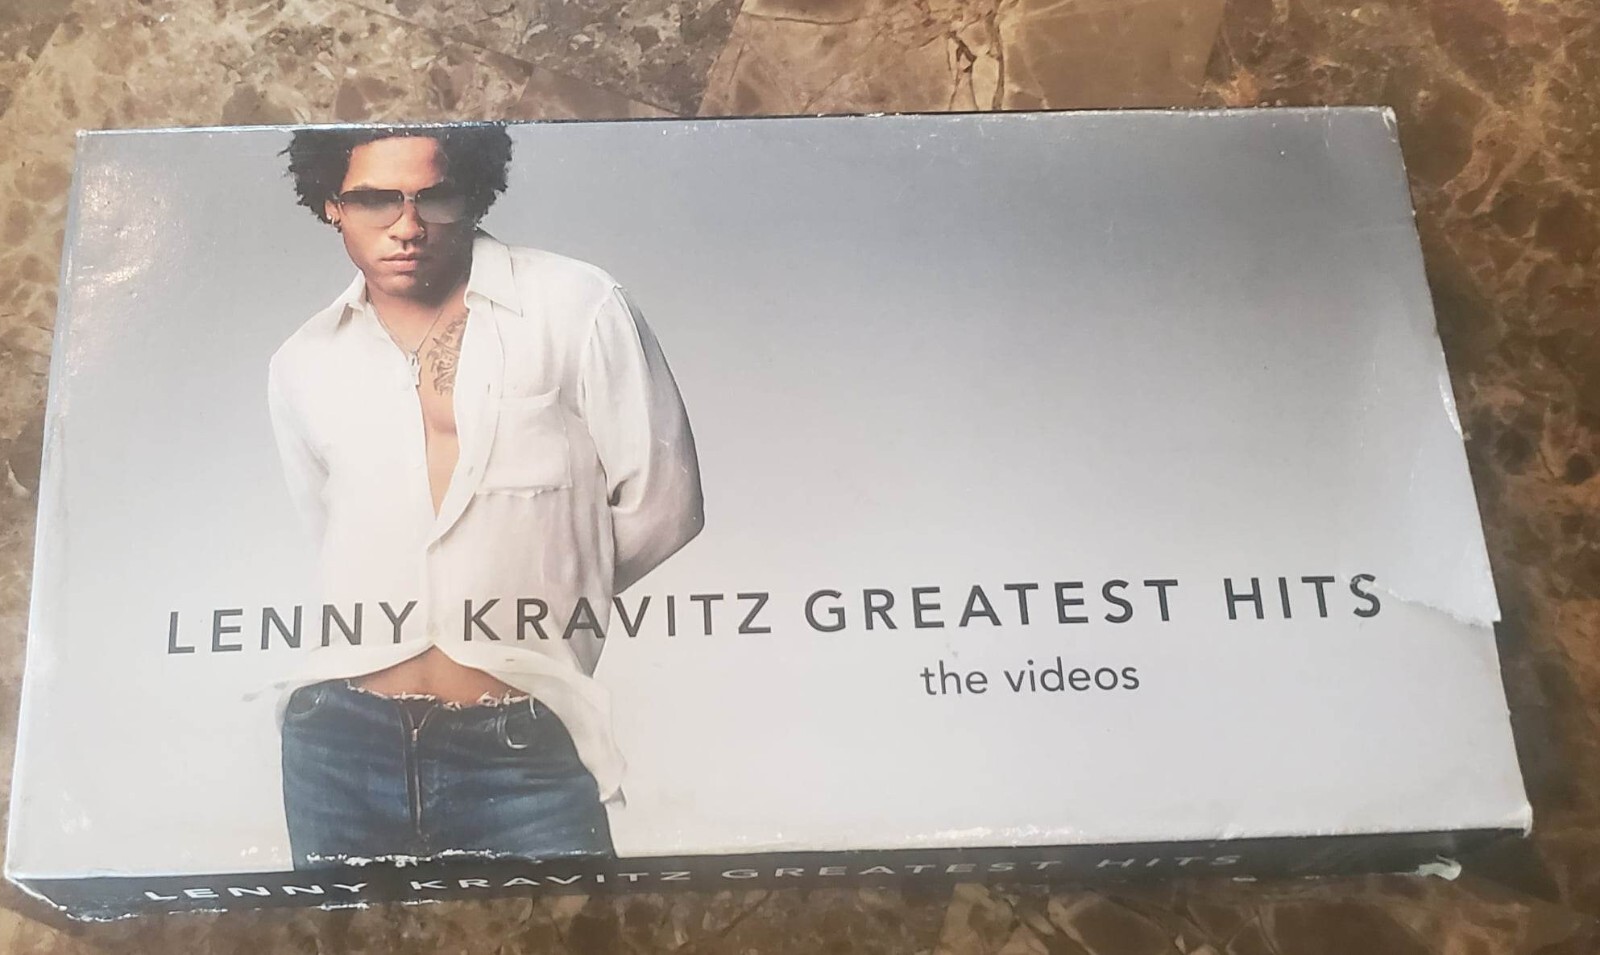 LENNY KRAVITZ GREATEST HITS
the videos
LENNY KRAVITZ GREATEST HITS